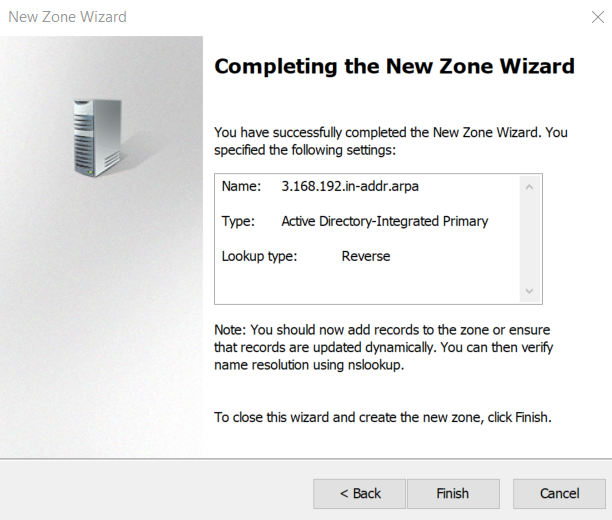 New Zone Wizard
Completing the New Zone Wizard
You have successfully completed the New Zone Wizard. You
specified the following settings:
Name: 3.168.192.in-addr.arpa
Type: Active Directory-Integrated Primary
Lookup type: Reverse
Note: You should now add records to the zone or ensure
that records are updated dynamically. You can then verify
name resolution using nslookup.
To close this wizard and create the new zone, click Finish.
< Back Finish Cancel